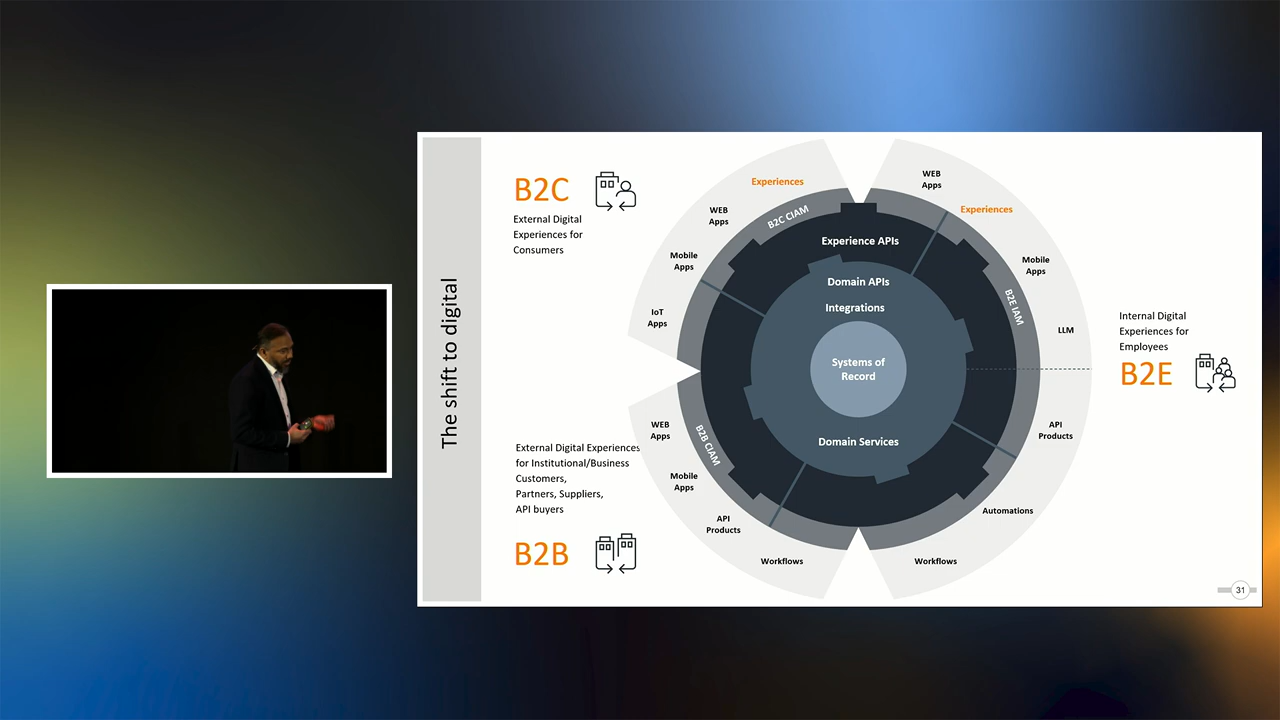 The shift to digital
B2C
External Digital
Experiences for
Consumers
External Digital Experiences
for Institutional/Business
Customers,
Partners, Suppliers,
API buyers
B2B
Experiences
WEB
Apps
Mobile
Apps
IoT
Apps
B2C CIAM
WEB
Apps
Mobile
Apps
API
Products
Workflows
B2B CIAM
Experience APIs
Domain APIs
Integrations
Systems of
Record
Domain Services
WEB
Apps
Experiences
Mobile
Apps
LLM
B2E IAM
API
Products
Automations
Workflows
Internal Digital
Experiences for
Employees
B2E
31